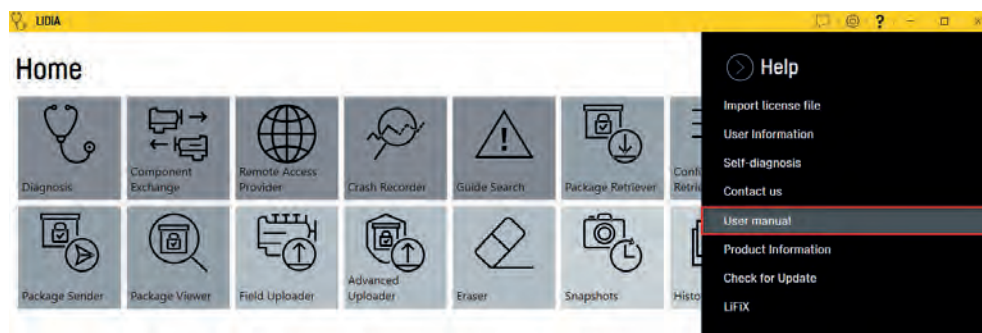 LIDIA
?
Home
Help
Import license file
User Information
Self-diagnosis
Contact us
User manual
Product Information
Check for Update
LiFiX
Diagnosis
Component
Exchange
Remote Access
Provider
Crash Recorder
Guide Search
Package Retriever
Package Sender
Package Viewer
Field Uploader
Advanced
Uploader
Eraser
Snapshots
Histo